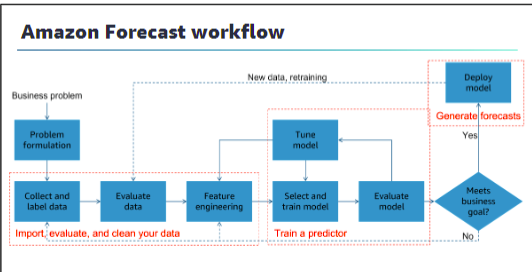 Amazon Forecast workflow
New data, retraining
Deploy
model
Business problem
Generate forecasts
Problem
formulation
Tune
model
Yes
Collect and
label data
Evaluate
data
Feature
engineering
Select and
train model
Evaluate
model
Meets
business
goal?
Import, evaluate, and clean your data
Train a predictor
No